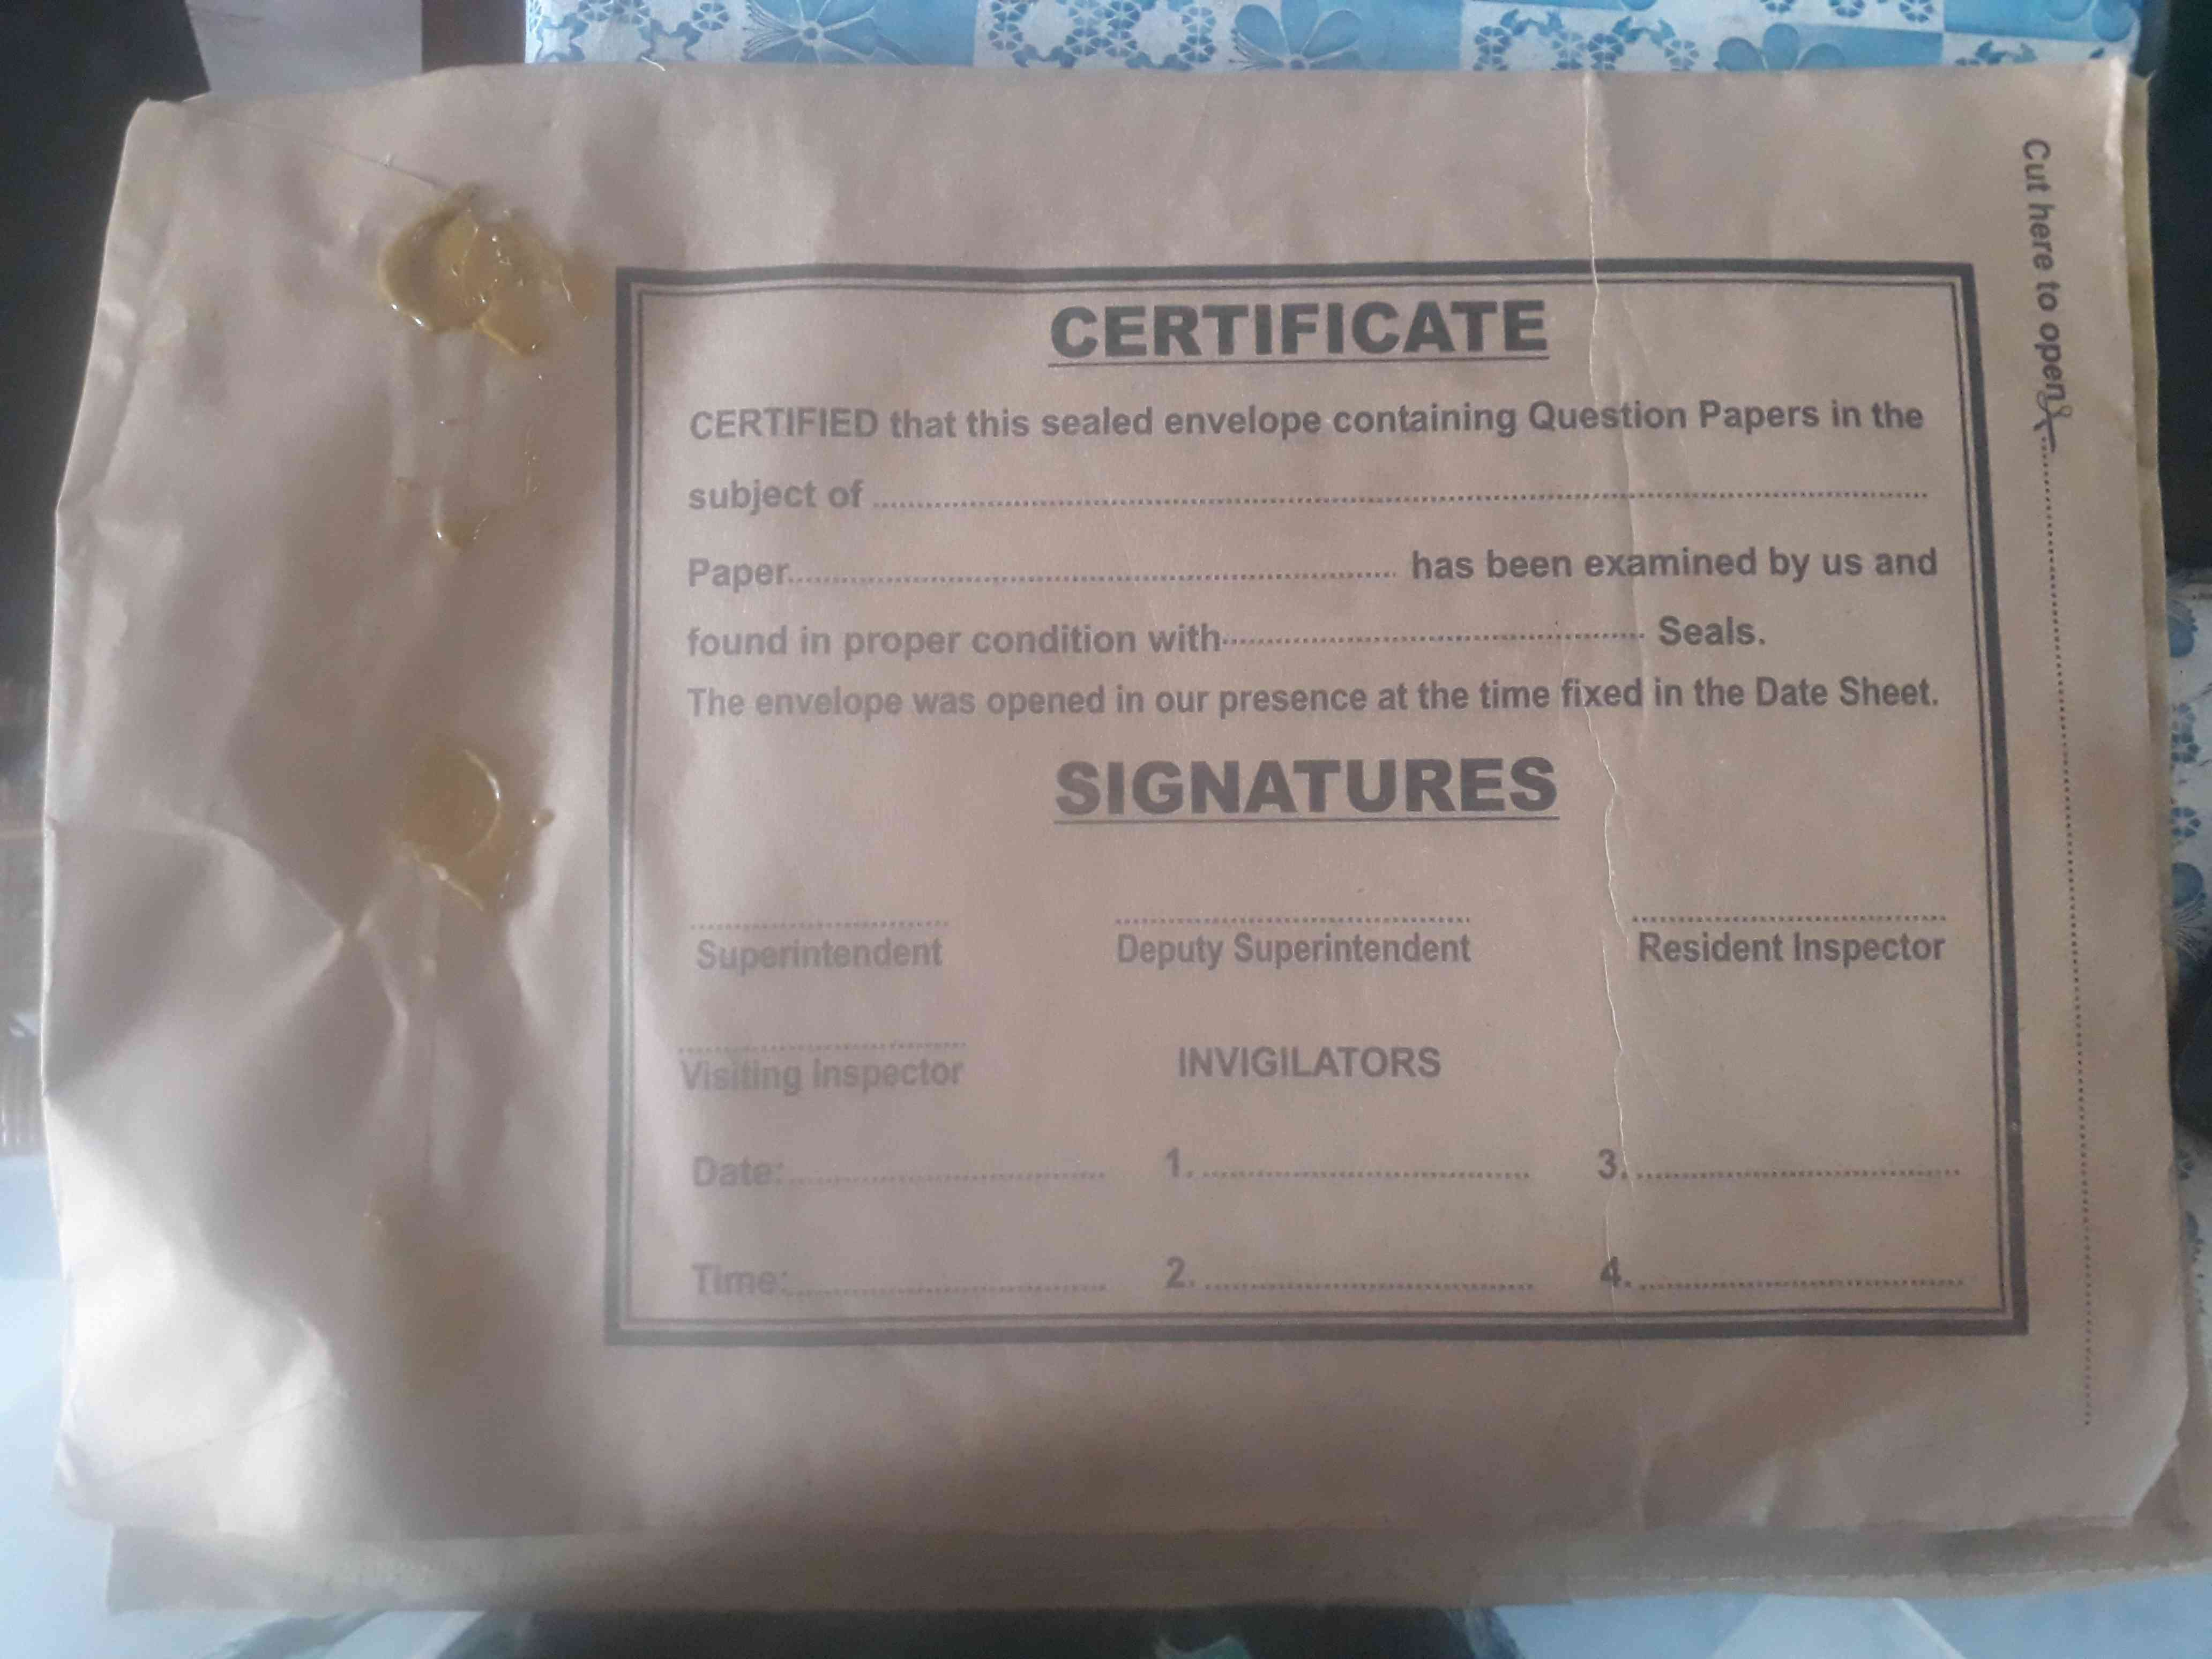 CERTIFICATE
CERTIFIED that this sealed envelope containing Question Papers in the
subject of ........................................
Paper........................................ has been examined by us and
found in proper condition with........................................ Seals.
The envelope was opened in our presence at the time fixed in the Date Sheet.
SIGNATURES
Superintendent Deputy Superintendent Resident Inspector
Visiting Inspector INVIGILATORS
Date:.................... 1..................... 3.....................
Time:.................... 2..................... 4.....................
Cut here to open